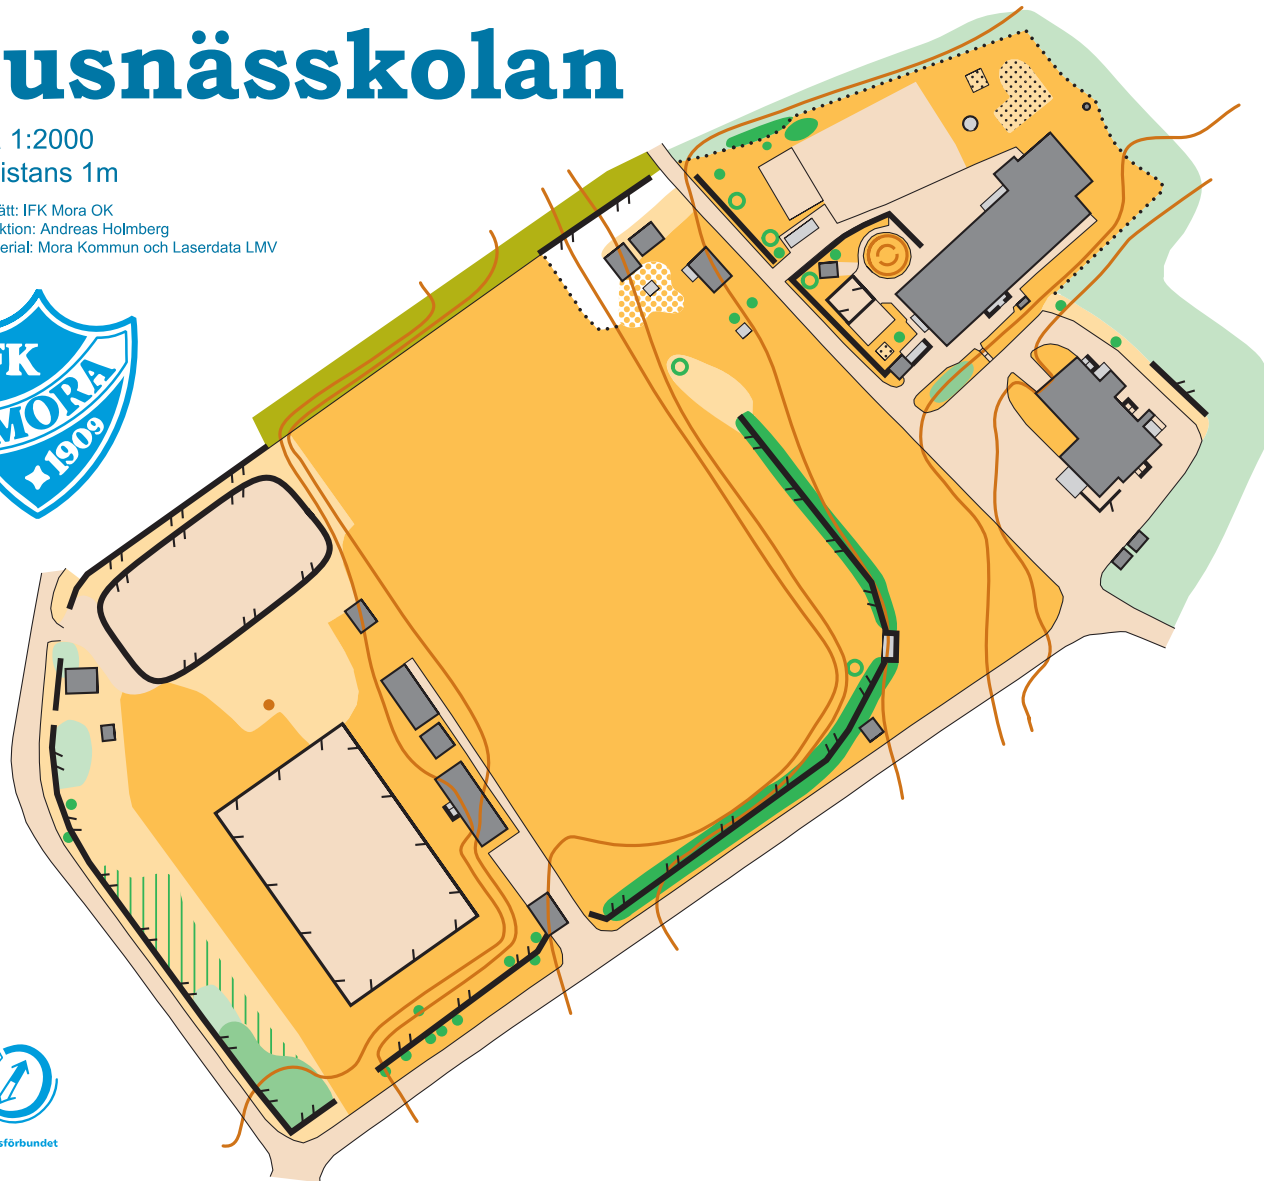 usnässkolan
1:2000
istans 1m
ätt: IFK Mora OK
ktion: Andreas Holmberg
erial: Mora Kommun och Laserdata LMV
FK
MORA
1909
sförbundet